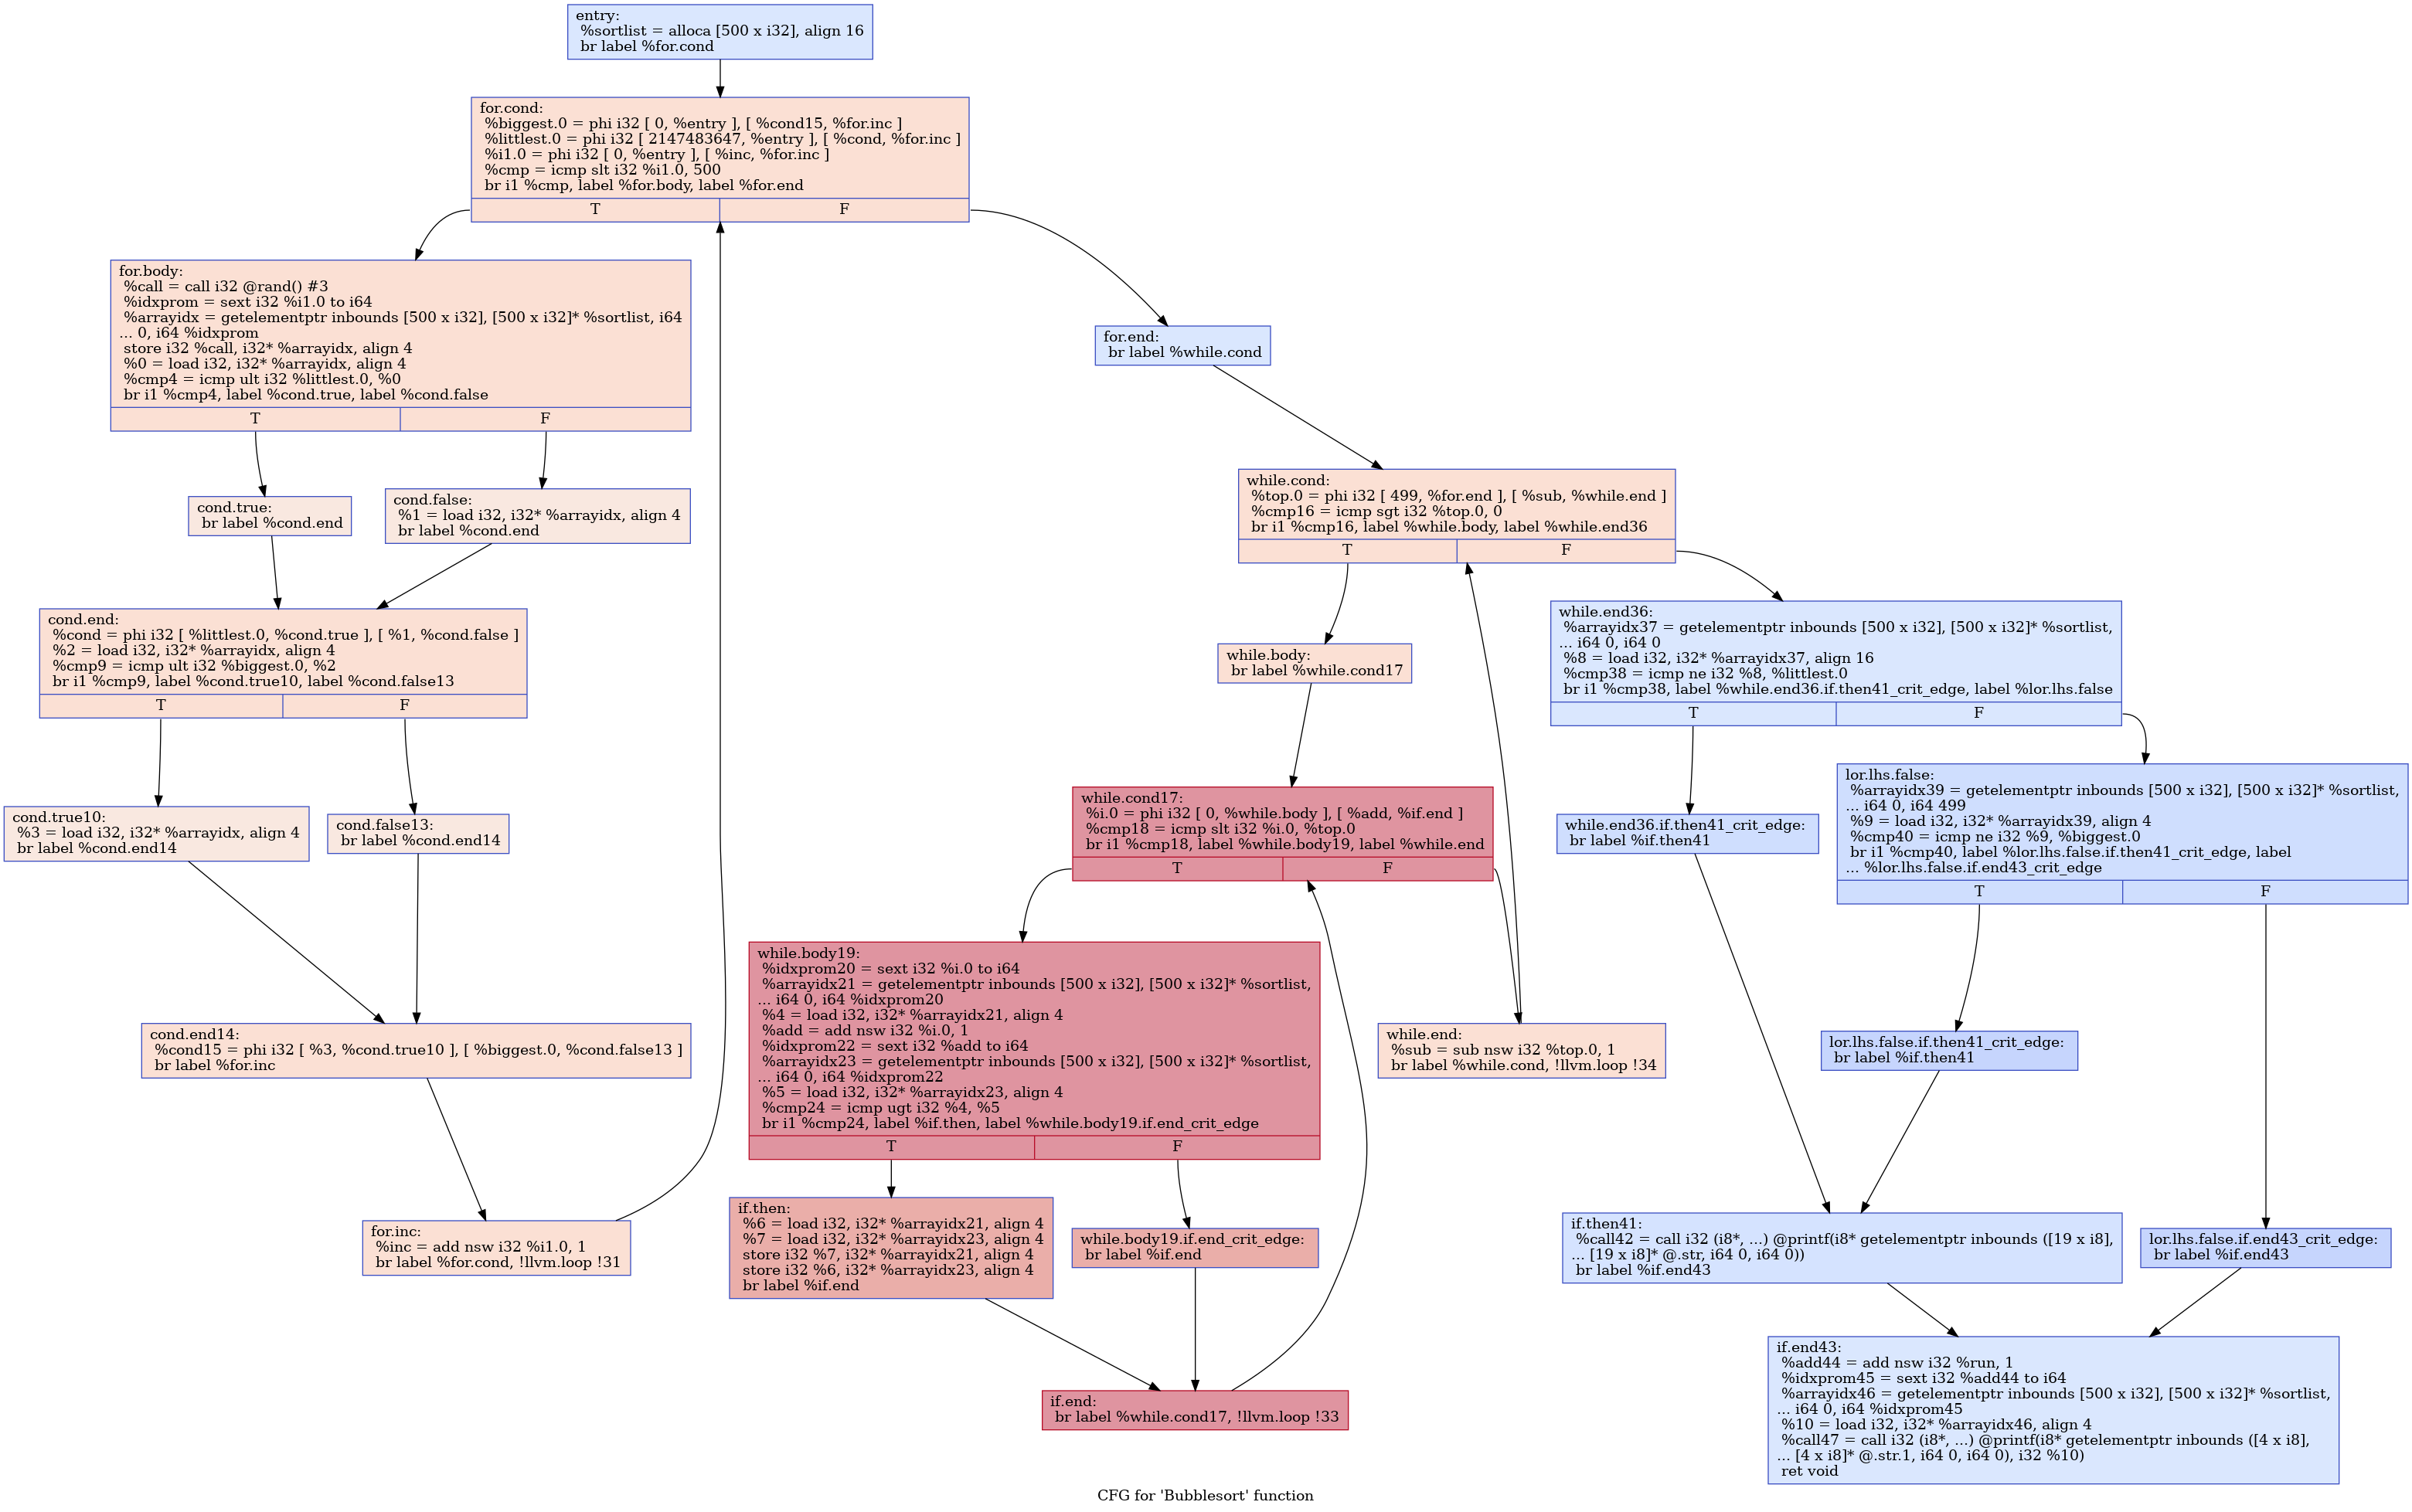 entry:
%sortlist = alloca [500 x i32], align 16
br label %for.cond
for.cond:
%biggest.0 = phi i32 [ 0, %entry ], [ %cond15, %for.inc ]
%littlest.0 = phi i32 [ 2147483647, %entry ], [ %cond, %for.inc ]
%i1.0 = phi i32 [ 0, %entry ], [ %inc, %for.inc ]
%cmp = icmp slt i32 %i1.0, 500
br i1 %cmp, label %for.body, label %for.end
T F
for.body:
%call = call i32 @rand() #3
%idxprom = sext i32 %i1.0 to i64
%arrayidx = getelementptr inbounds [500 x i32], [500 x i32]* %sortlist, i64
... 0, i64 %idxprom
store i32 %call, i32* %arrayidx, align 4
%0 = load i32, i32* %arrayidx, align 4
%cmp4 = icmp ult i32 %littlest.0, %0
br i1 %cmp4, label %cond.true, label %cond.false
T F
cond.true:
br label %cond.end
cond.false:
%1 = load i32, i32* %arrayidx, align 4
br label %cond.end
cond.end:
%cond = phi i32 [ %littlest.0, %cond.true ], [ %1, %cond.false ]
%2 = load i32, i32* %arrayidx, align 4
%cmp9 = icmp ult i32 %biggest.0, %2
br i1 %cmp9, label %cond.true10, label %cond.false13
T F
cond.true10:
%3 = load i32, i32* %arrayidx, align 4
br label %cond.end14
cond.false13:
br label %cond.end14
cond.end14:
%cond15 = phi i32 [ %3, %cond.true10 ], [ %biggest.0, %cond.false13 ]
br label %for.inc
for.inc:
%inc = add nsw i32 %i1.0, 1
br label %for.cond, !llvm.loop !31
for.end:
br label %while.cond
while.cond:
%top.0 = phi i32 [ 499, %for.end ], [ %sub, %while.end ]
%cmp16 = icmp sgt i32 %top.0, 0
br i1 %cmp16, label %while.body, label %while.end36
T F
while.body:
br label %while.cond17
while.cond17:
%i.0 = phi i32 [ 0, %while.body ], [ %add, %if.end ]
%cmp18 = icmp slt i32 %i.0, %top.0
br i1 %cmp18, label %while.body19, label %while.end
T F
while.body19:
%idxprom20 = sext i32 %i.0 to i64
%arrayidx21 = getelementptr inbounds [500 x i32], [500 x i32]* %sortlist,
... i64 0, i64 %idxprom20
%4 = load i32, i32* %arrayidx21, align 4
%add = add nsw i32 %i.0, 1
%idxprom22 = sext i32 %add to i64
%arrayidx23 = getelementptr inbounds [500 x i32], [500 x i32]* %sortlist,
... i64 0, i64 %idxprom22
%5 = load i32, i32* %arrayidx23, align 4
%cmp24 = icmp ugt i32 %4, %5
br i1 %cmp24, label %if.then, label %while.body19.if.end_crit_edge
T F
if.then:
%6 = load i32, i32* %arrayidx21, align 4
%7 = load i32, i32* %arrayidx23, align 4
store i32 %7, i32* %arrayidx21, align 4
store i32 %6, i32* %arrayidx23, align 4
br label %if.end
while.body19.if.end_crit_edge:
br label %if.end
if.end:
br label %while.cond17, !llvm.loop !33
while.end:
%sub = sub nsw i32 %top.0, 1
br label %while.cond, !llvm.loop !34
while.end36:
%arrayidx37 = getelementptr inbounds [500 x i32], [500 x i32]* %sortlist,
... i64 0, i64 0
%8 = load i32, i32* %arrayidx37, align 16
%cmp38 = icmp ne i32 %8, %littlest.0
br i1 %cmp38, label %while.end36.if.then41_crit_edge, label %lor.lhs.false
T F
while.end36.if.then41_crit_edge:
br label %if.then41
lor.lhs.false:
%arrayidx39 = getelementptr inbounds [500 x i32], [500 x i32]* %sortlist,
... i64 0, i64 499
%9 = load i32, i32* %arrayidx39, align 4
%cmp40 = icmp ne i32 %9, %biggest.0
br i1 %cmp40, label %lor.lhs.false.if.then41_crit_edge, label
... %lor.lhs.false.if.end43_crit_edge
T F
lor.lhs.false.if.then41_crit_edge:
br label %if.then41
if.then41:
%call42 = call i32 (i8*, ...) @printf(i8* getelementptr inbounds ([19 x i8],
... [19 x i8]* @.str, i64 0, i64 0))
br label %if.end43
lor.lhs.false.if.end43_crit_edge:
br label %if.end43
if.end43:
%add44 = add nsw i32 %run, 1
%idxprom45 = sext i32 %add44 to i64
%arrayidx46 = getelementptr inbounds [500 x i32], [500 x i32]* %sortlist,
... i64 0, i64 %idxprom45
%10 = load i32, i32* %arrayidx46, align 4
%call47 = call i32 (i8*, ...) @printf(i8* getelementptr inbounds ([4 x i8],
... [4 x i8]* @.str.1, i64 0, i64 0), i32 %10)
ret void
CFG for 'Bubblesort' function